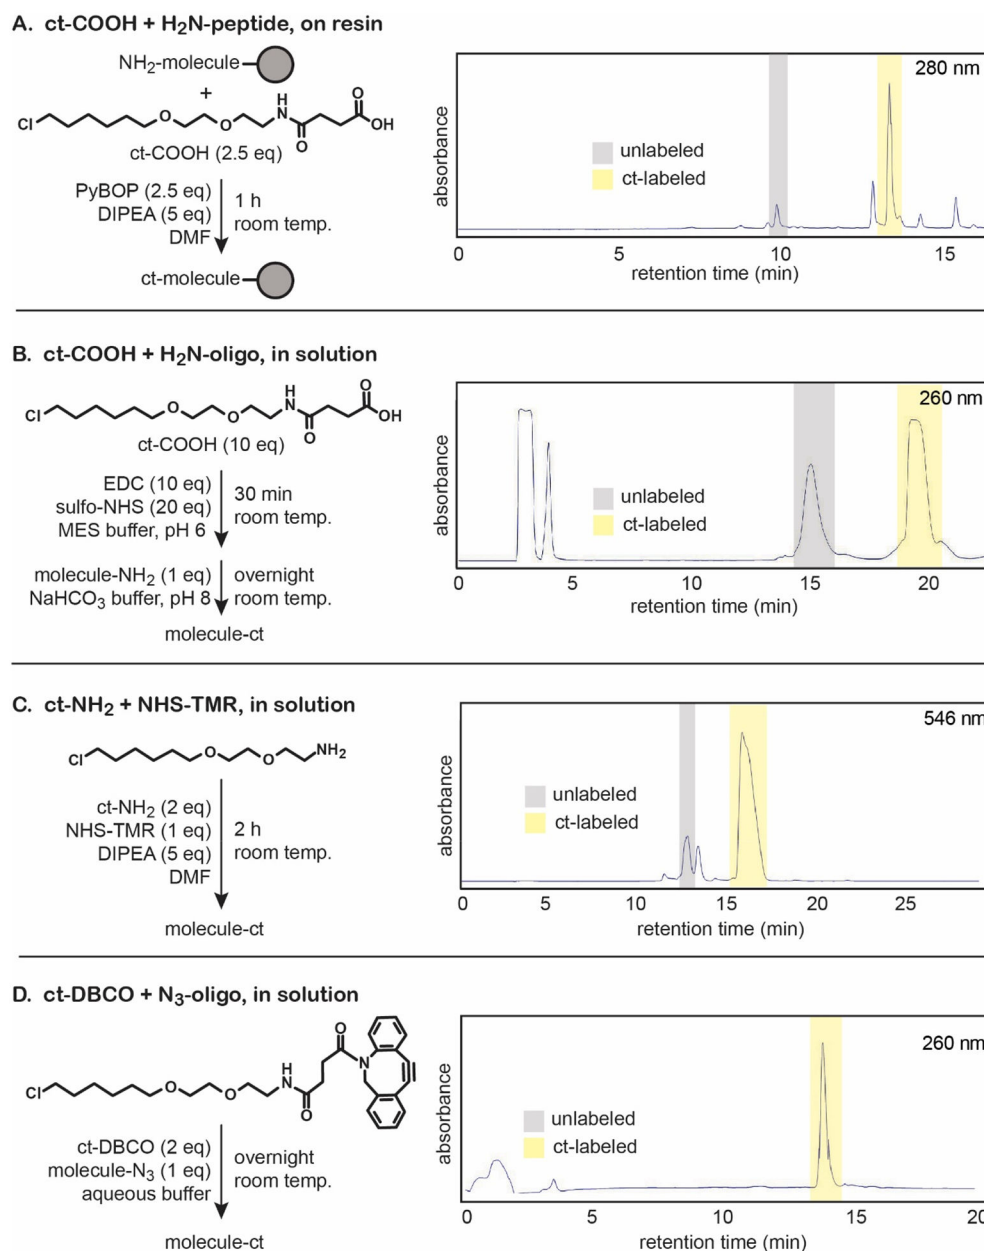 A. ct-COOH + H₂N-peptide, on resin
NH₂-molecule
+
Cl
O
O
H
N
O
O
OH
ct-COOH (2.5 eq)
PyBOP (2.5 eq)
DIPEA (5 eq)
DMF
1 h
room temp.
ct-molecule
280 nm
absorbance
unlabeled
ct-labeled
0 5 10 15
retention time (min)
B. ct-COOH + H₂N-oligo, in solution
Cl
O
O
H
N
O
O
OH
ct-COOH (10 eq)
EDC (10 eq)
sulfo-NHS (20 eq)
MES buffer, pH 6
30 min
room temp.
molecule-NH₂ (1 eq)
NaHCO₃ buffer, pH 8
overnight
room temp.
molecule-ct
260 nm
absorbance
unlabeled
ct-labeled
0 5 10 15 20
retention time (min)
C. ct-NH₂ + NHS-TMR, in solution
Cl
O
O
NH₂
ct-NH₂ (2 eq)
NHS-TMR (1 eq)
DIPEA (5 eq)
DMF
2 h
room temp.
molecule-ct
546 nm
absorbance
unlabeled
ct-labeled
0 5 10 15 20 25
retention time (min)
D. ct-DBCO + N₃-oligo, in solution
Cl
O
O
H
N
O
O
N
ct-DBCO (2 eq)
molecule-N₃ (1 eq)
aqueous buffer
overnight
room temp.
molecule-ct
260 nm
absorbance
unlabeled
ct-labeled
0 5 10 15 20
retention time (min)